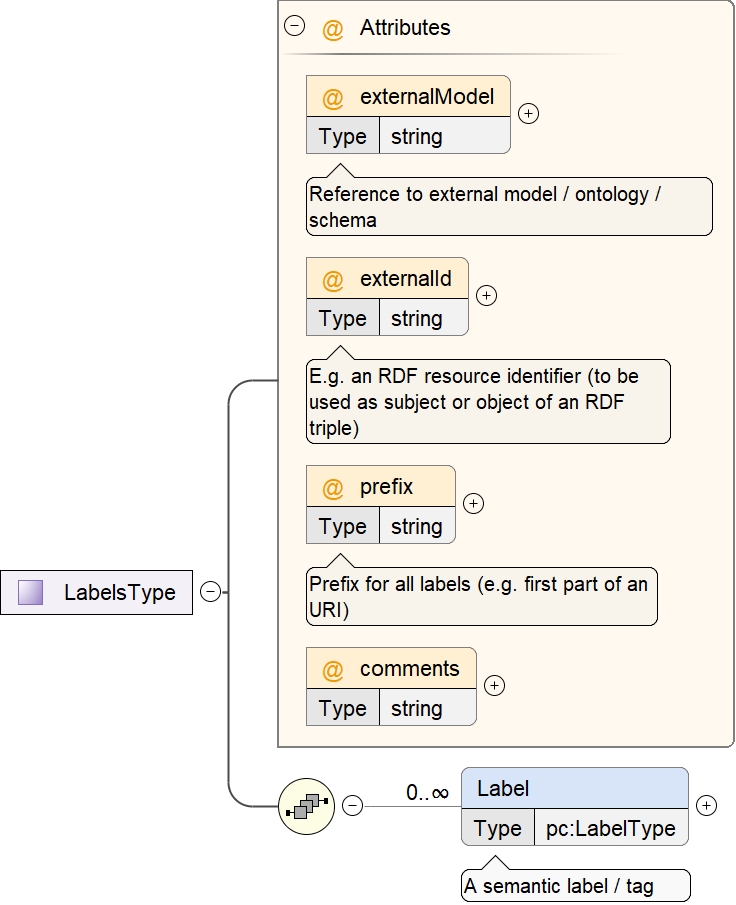 @ Attributes
@ externalModel
Type string
Reference to external model / ontology /
schema
@ externalId
Type string
E.g. an RDF resource identifier (to be
used as subject or object of an RDF
triple)
@ prefix
Type string
Prefix for all labels (e.g. first part of an
URI)
LabelsType
@ comments
Type string
0..∞
Label
Type pc:LabelType
A semantic label / tag